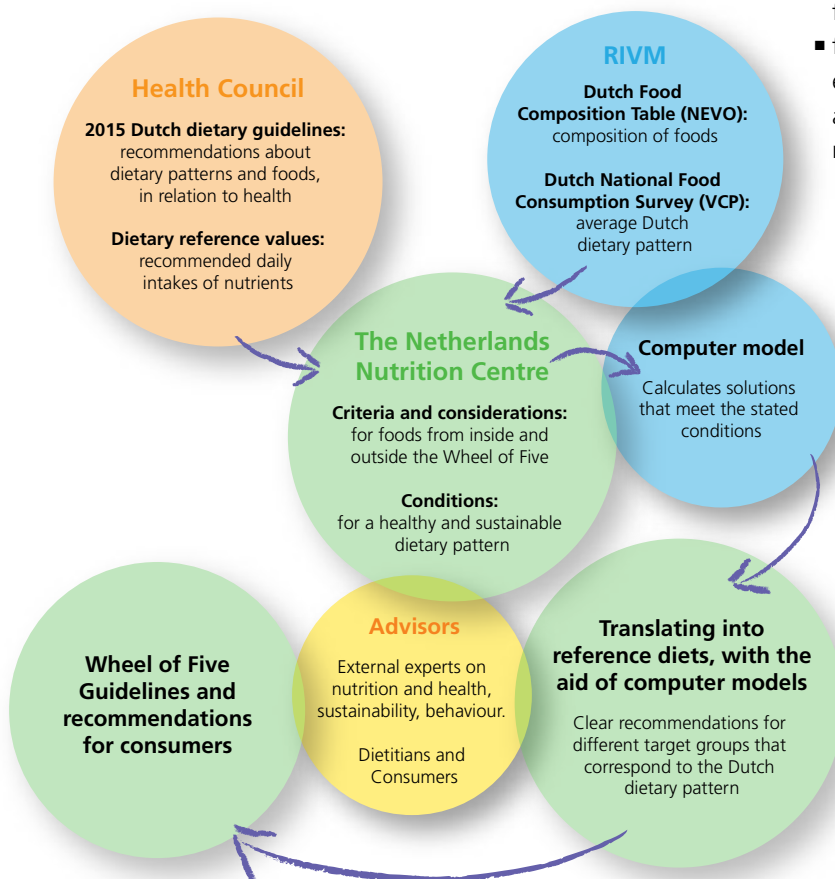 Health Council
2015 Dutch dietary guidelines:
recommendations about
dietary patterns and foods,
in relation to health
Dietary reference values:
recommended daily
intakes of nutrients
RIVM
Dutch Food
Composition Table (NEVO):
composition of foods
Dutch National Food
Consumption Survey (VCP):
average Dutch
dietary pattern
The Netherlands
Nutrition Centre
Criteria and considerations:
for foods from inside and
outside the Wheel of Five
Conditions:
for a healthy and sustainable
dietary pattern
Computer model
Calculates solutions
that meet the stated
conditions
Translating into
reference diets, with the
aid of computer models
Clear recommendations for
different target groups that
correspond to the Dutch
dietary pattern
Advisors
External experts on
nutrition and health,
sustainability, behaviour.
Dietitians and
Consumers
Wheel of Five
Guidelines and
recommendations
for consumers